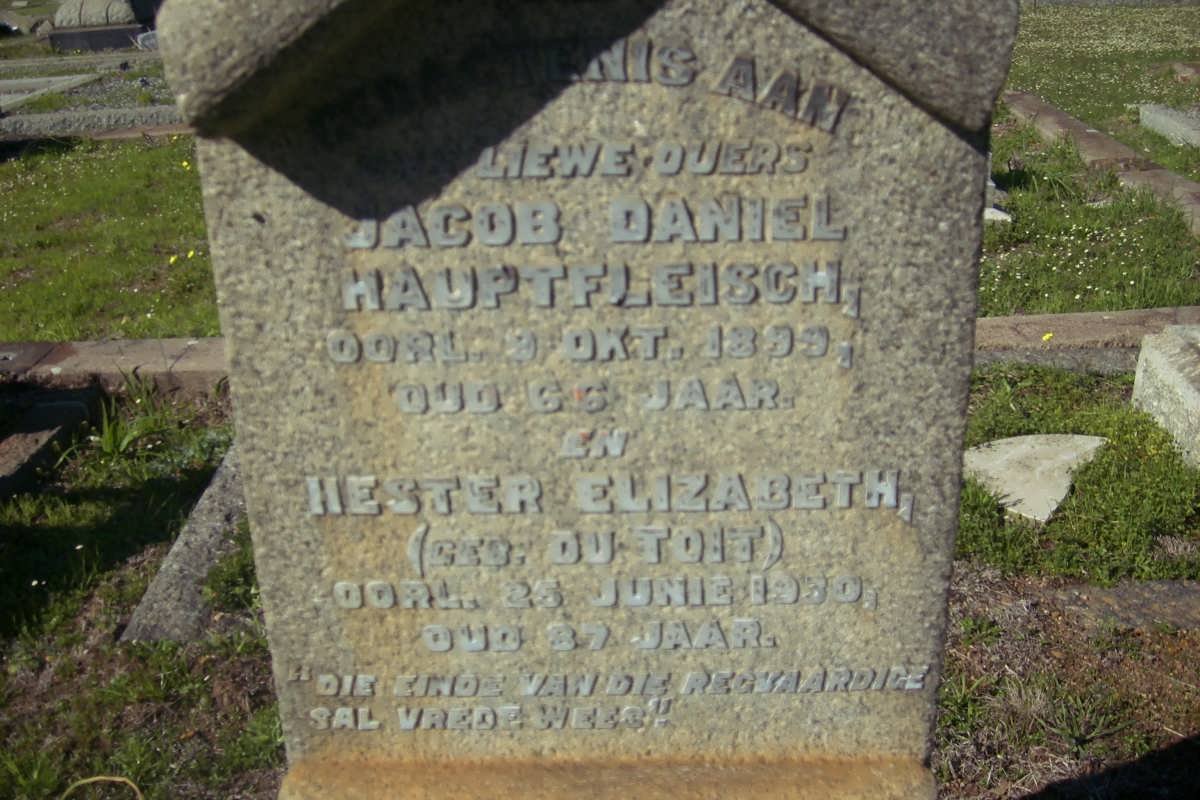 AAN
LIEWE OUERS
JACOB DANIEL
HAUPTFLEISCH,
OORL. 9 OKT. 1899,
OUD 66 JAAR.
EN
HESTER ELIZABETH,
(GEB. DU TOIT)
OORL. 25 JUNIE 1930,
OUD 87 JAAR.
"DIE EINDE VAN DIE REGVAARDIGE
SAL VREDE WEES".